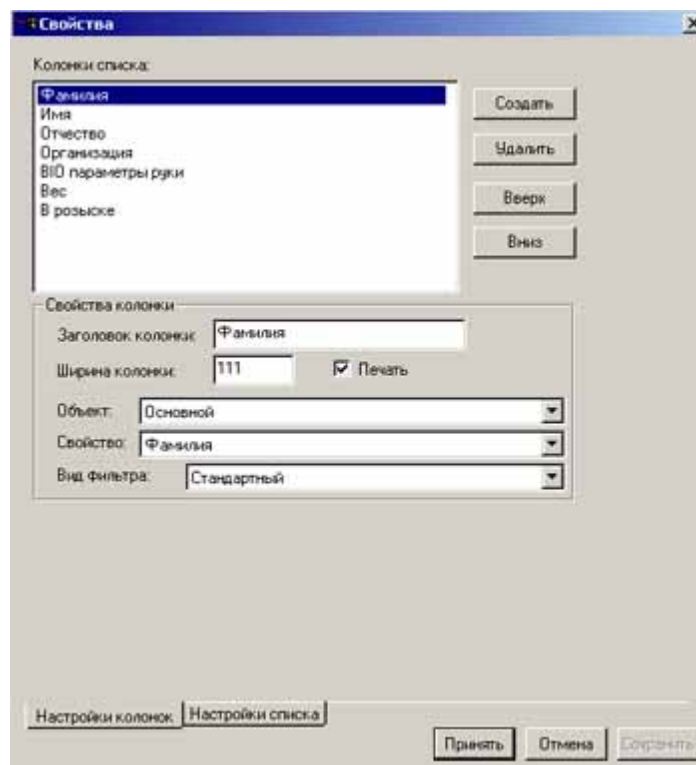 Свойства
Колонки списка:
Фамилия
Имя
Отчество
Организация
BIO параметры руки
Вес
В розыске
Создать
Удалить
Вверх
Вниз
Свойства колонки
Заголовок колонки: Фамилия
Ширина колонки: 111 Печать
Объект: Основной
Свойство: Фамилия
Вид фильтра: Стандартный
Настройки колонок Настройки списка
Принять Отмена Сохранить